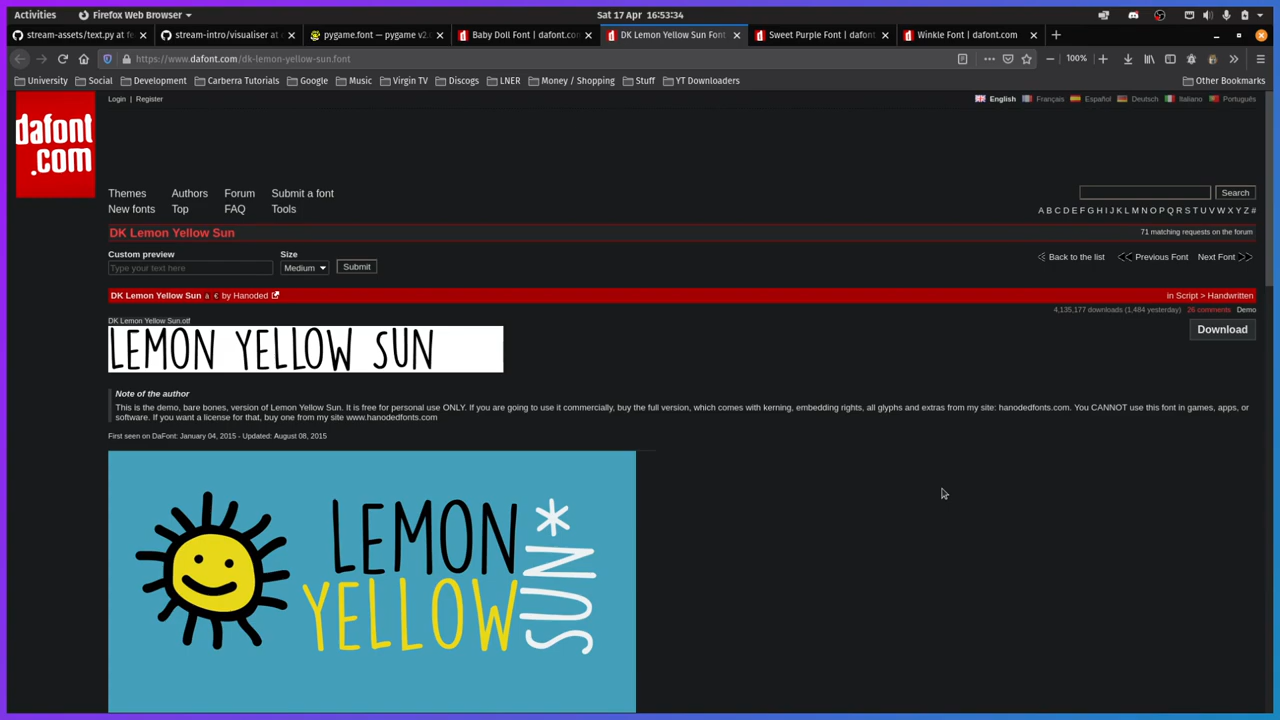 Activities
Firefox Web Browser
Sat 17 Apr 16:53:34
stream-assets/text.py at fe
stream-intro/visualiser at c
pygame.font — pygame v2.
Baby Doll Font | dafont.com
DK Lemon Yellow Sun Font
Sweet Purple Font | dafont.
Winkle Font | dafont.com
https://www.dafont.com/dk-lemon-yellow-sun.font
100%
University
Social
Development
Carberra Tutorials
Google
Music
Virgin TV
Discogs
LNER
Money / Shopping
Stuff
YT Downloaders
Other Bookmarks
dafont
.com
Login | Register
English
Français
Español
Deutsch
Italiano
Português
Themes Authors Forum Submit a font
New fonts Top FAQ Tools
Search
A B C D E F G H I J K L M N O P Q R S T U V W X Y Z #
DK Lemon Yellow Sun
71 matching requests on the forum
Custom preview
Size
Type your text here
Medium
Submit
Back to the list
Previous Font
Next Font
DK Lemon Yellow Sun à € by Hanoded
in Script > Handwritten
4,135,177 downloads (1,484 yesterday) 26 comments Demo
DK Lemon Yellow Sun.otf
Download
LEMON YELLOW SUN
Note of the author
This is the demo, bare bones, version of Lemon Yellow Sun. It is free for personal use ONLY. If you are going to use it commercially, buy the full version, which comes with kerning, embedding rights, all glyphs and extras from my site: hanodedfonts.com. You CANNOT use this font in games, apps, or
software. If you want a license for that, buy one from my site www.hanodedfonts.com
First seen on DaFont: January 04, 2015 - Updated: August 08, 2015
LEMON
YELLOW
SUN*